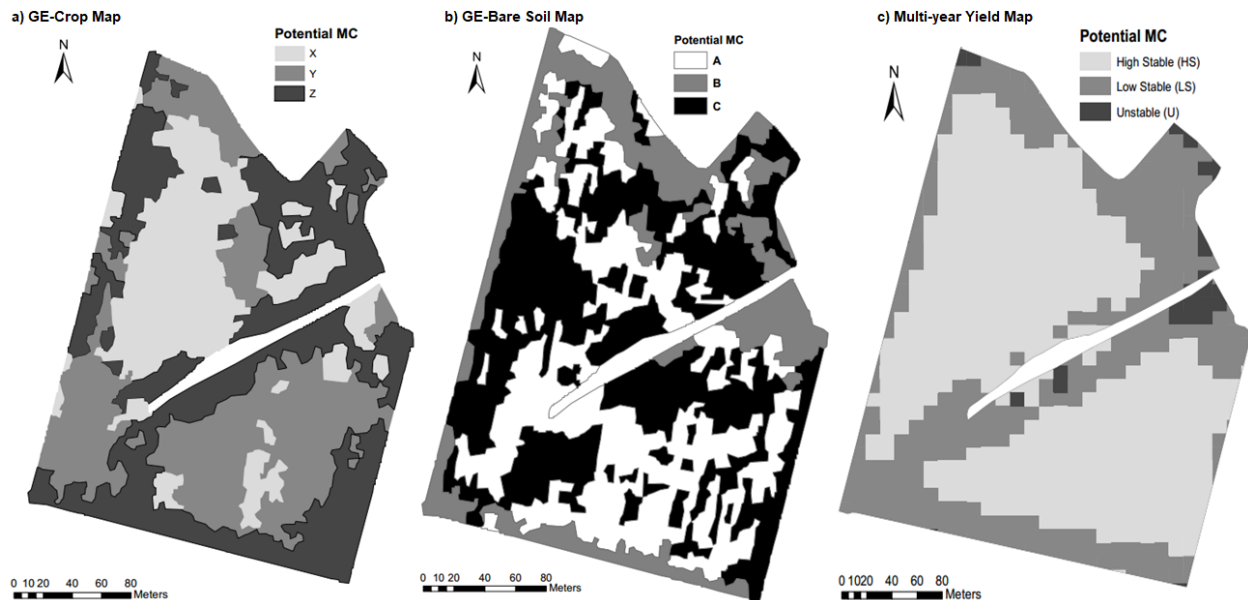 a) GE-Crop Map
Potential MC
X
Y
Z
N
0 10 20 40 60 80
Meters
b) GE-Bare Soil Map
Potential MC
A
B
C
N
0 10 20 40 60 80
Meters
c) Multi-year Yield Map
Potential MC
High Stable (HS)
Low Stable (LS)
Unstable (U)
N
0 1020 40 60 80
Meters